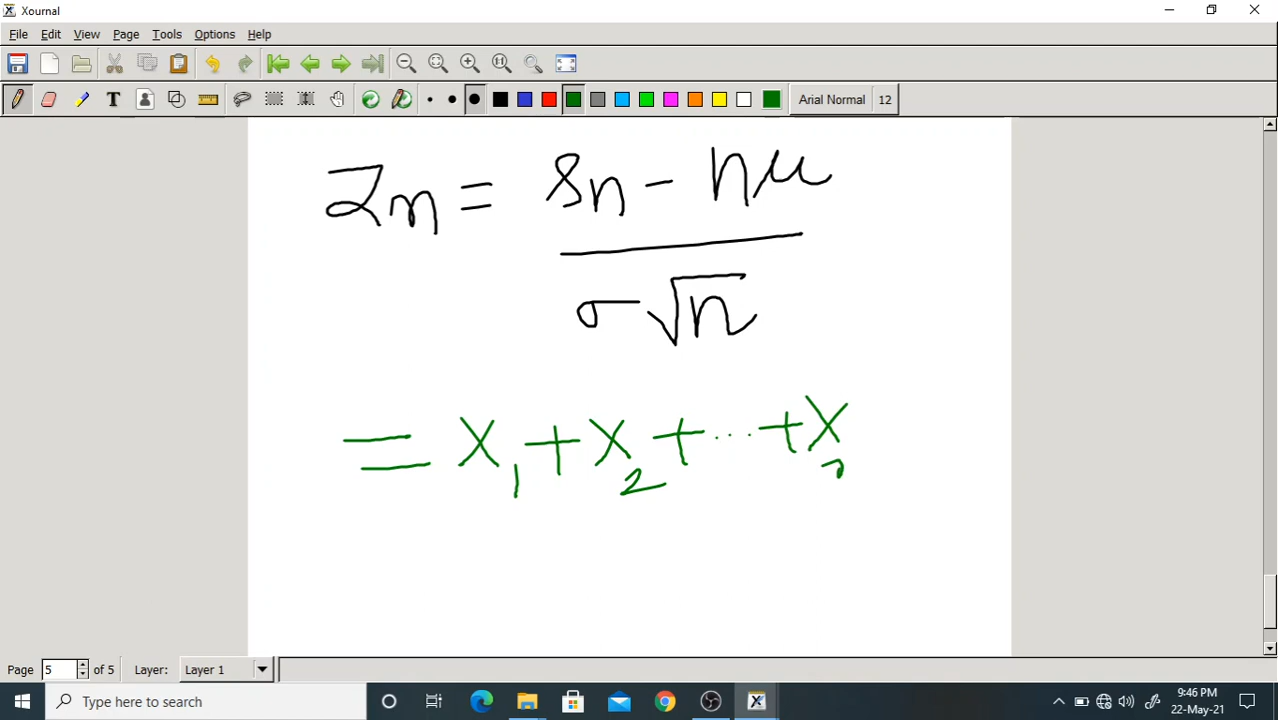 Xournal
File Edit View Page Tools Options Help
Arial Normal 12
Zn = Sn - nμ
σ√n
= X₁ + X₂ + ... + X
Page 5 of 5 Layer: Layer 1
Type here to search
9:46 PM
22-May-21